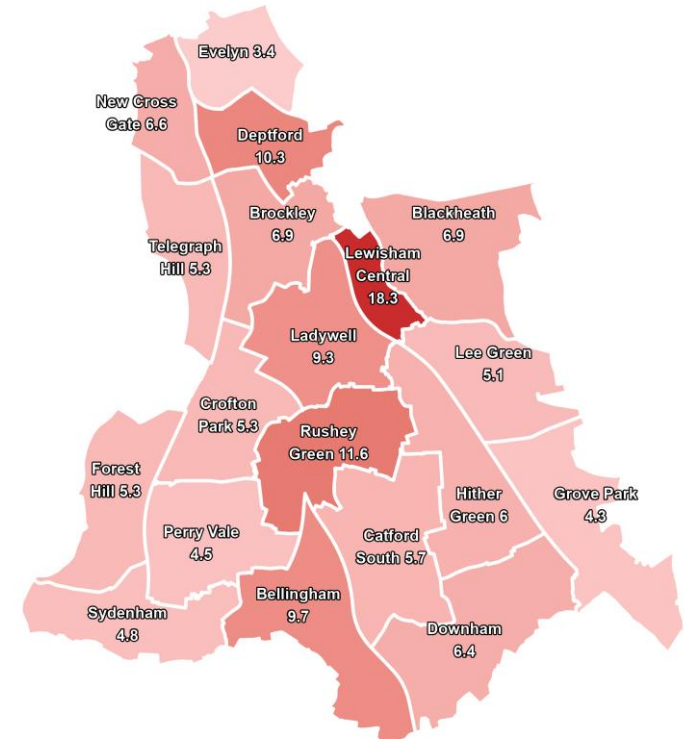 Evelyn 3.4
New Cross
Gate 6.6
Deptford
10.3
Brockley
6.9
Blackheath
6.9
Telegraph
Hill 5.3
Lewisham
Central
18.3
Ladywell
9.3
Lee Green
5.1
Crofton
Park 5.3
Rushey
Green 11.6
Forest
Hill 5.3
Hither
Green 6
Grove Park
4.3
Perry Vale
4.5
Catford
South 5.7
Bellingham
9.7
Sydenham
4.8
Downham
6.4